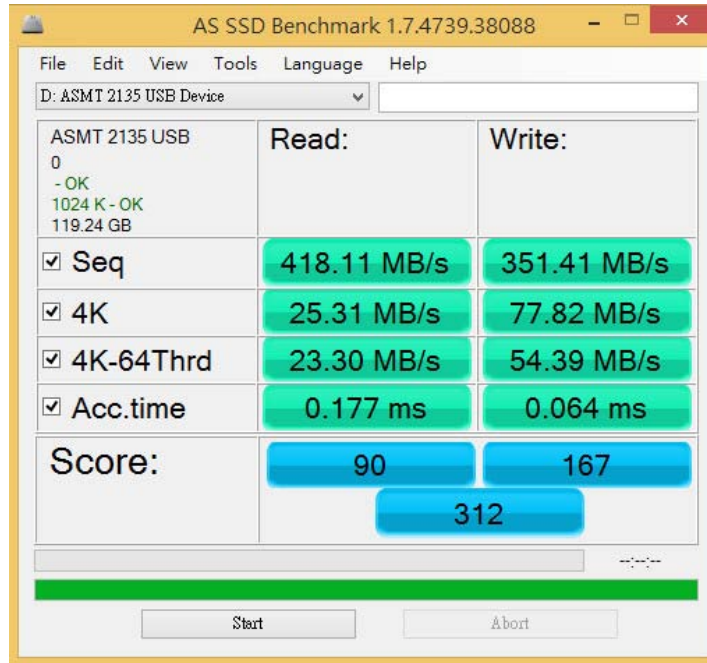 AS SSD Benchmark 1.7.4739.38088
File Edit View Tools Language Help
D: ASMT 2135 USB Device
ASMT 2135 USB
0
- OK
1024 K - OK
119.24 GB
Read: Write:
Seq 418.11 MB/s 351.41 MB/s
4K 25.31 MB/s 77.82 MB/s
4K-64Thrd 23.30 MB/s 54.39 MB/s
Acc.time 0.177 ms 0.064 ms
Score: 90 167
312
--:--:--
Start Abort